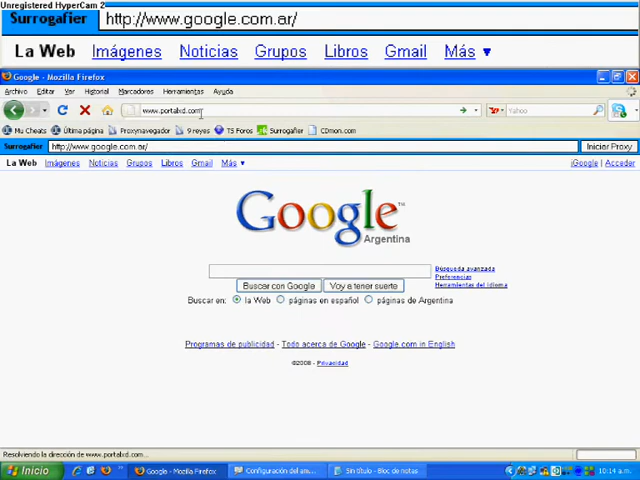 Unregistered HyperCam 2
Surrogafier http://www.google.com.ar/
La Web Imágenes Noticias Grupos Libros Gmail Más ▼
Google - Mozilla Firefox
Archivo Editar Ver Historial Marcadores Herramientas Ayuda
www.portalxd.com Yahoo
Mu Cheats Última página Proxynavegador 9 reyes TS Foros Surrogafier CDmon.com
Surrogafier http://www.google.com.ar/ Iniciar Proxy
La Web Imágenes Noticias Grupos Libros Gmail Más ▼ iGoogle | Acceder
Google™
Argentina
Búsqueda avanzada
Preferencias
Herramientas del idioma
Buscar con Google Voy a tener suerte
Buscar en: la Web páginas en español páginas de Argentina
Programas de publicidad - Todo acerca de Google - Google.com in English
©2008 - Privacidad
Resolviendo la dirección de www.portalxd.com...
Inicio Google - Mozilla Firefox Configuración del am... Sin título - Bloc de notas 10:14 a.m.